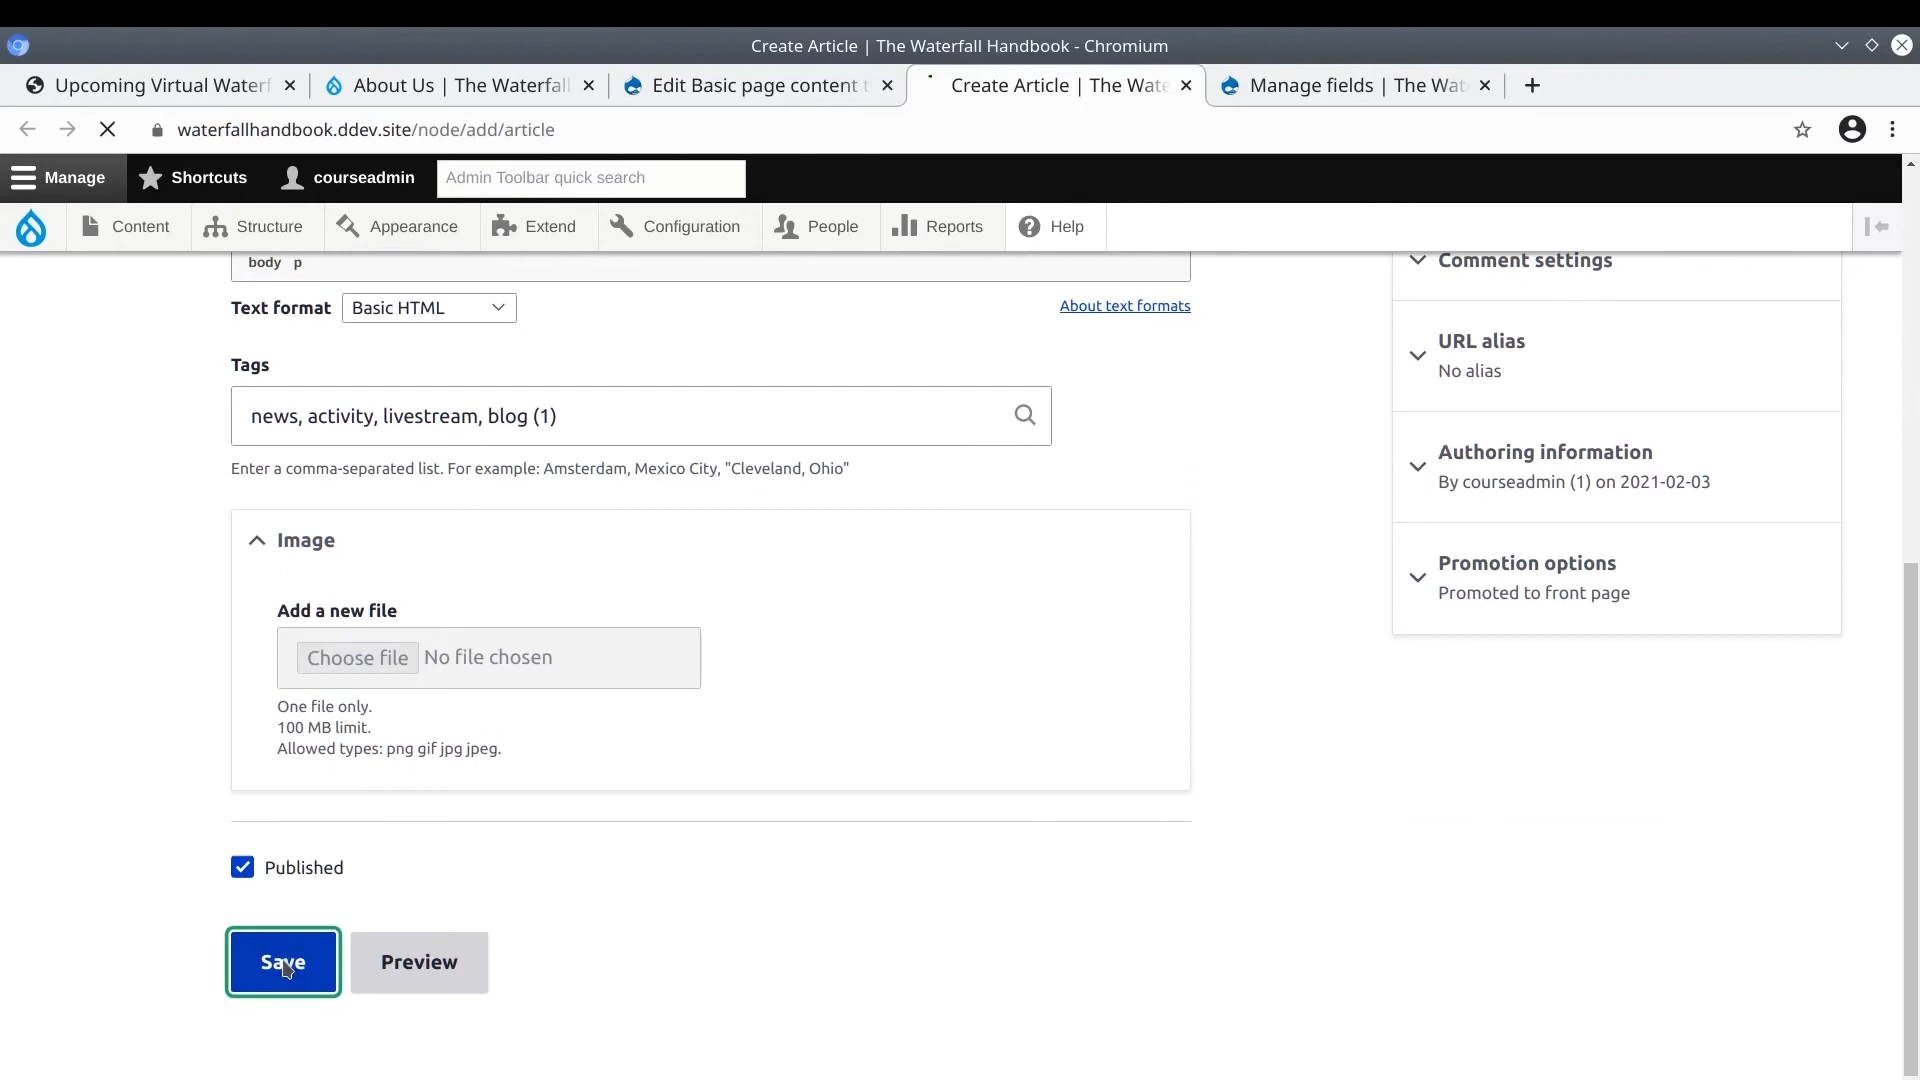 Create Article | The Waterfall Handbook - Chromium
Upcoming Virtual Waterf
About Us | The Waterfall
Edit Basic page content t
Create Article | The Wate
Manage fields | The Wat
waterfallhandbook.ddev.site/node/add/article
Manage
Shortcuts
courseadmin
Admin Toolbar quick search
Content
Structure
Appearance
Extend
Configuration
People
Reports
Help
body p
Text format
Basic HTML
About text formats
Tags
news, activity, livestream, blog (1)
Enter a comma-separated list. For example: Amsterdam, Mexico City, "Cleveland, Ohio"
Image
Add a new file
Choose file No file chosen
One file only.
100 MB limit.
Allowed types: png gif jpg jpeg.
Published
Save
Preview
Comment settings
URL alias
No alias
Authoring information
By courseadmin (1) on 2021-02-03
Promotion options
Promoted to front page